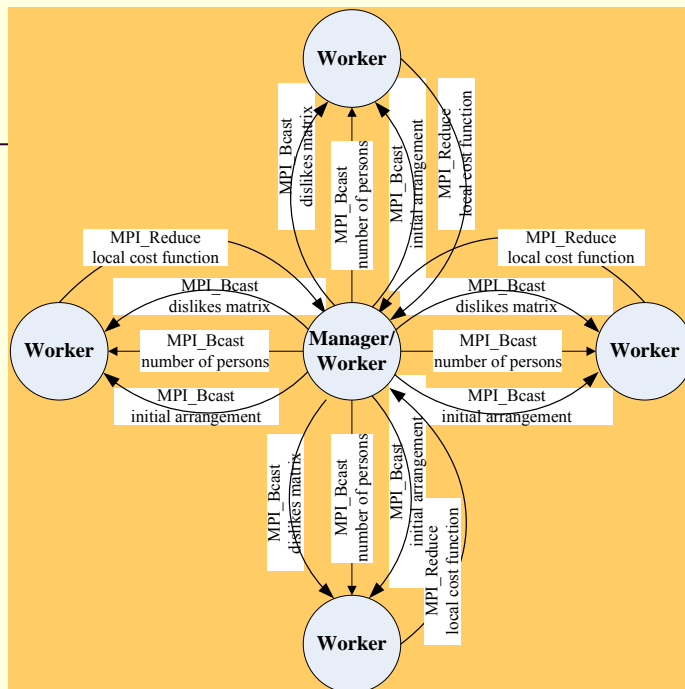 Worker
MPI_Bcast
dislikes matrix
MPI_Bcast
number of persons
MPI_Bcast
initial arrangement
MPI_Reduce
local cost function
MPI_Reduce
local cost function
MPI_Reduce
local cost function
MPI_Bcast
dislikes matrix
MPI_Bcast
dislikes matrix
Worker
MPI_Bcast
number of persons
Manager/
Worker
MPI_Bcast
number of persons
Worker
MPI_Bcast
initial arrangement
MPI_Bcast
initial arrangement
MPI_Bcast
dislikes matrix
MPI_Bcast
number of persons
MPI_Bcast
initial arrangement
MPI_Reduce
local cost function
Worker